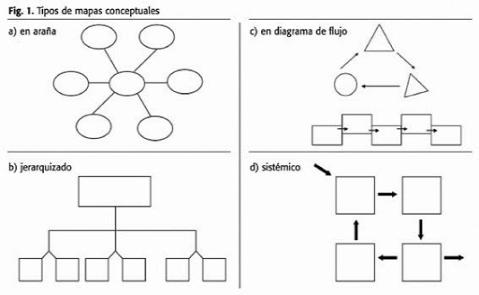 Fig. 1. Tipos de mapas conceptuales
a) en araña
c) en diagrama de flujo
b) jerarquizado
d) sistémico